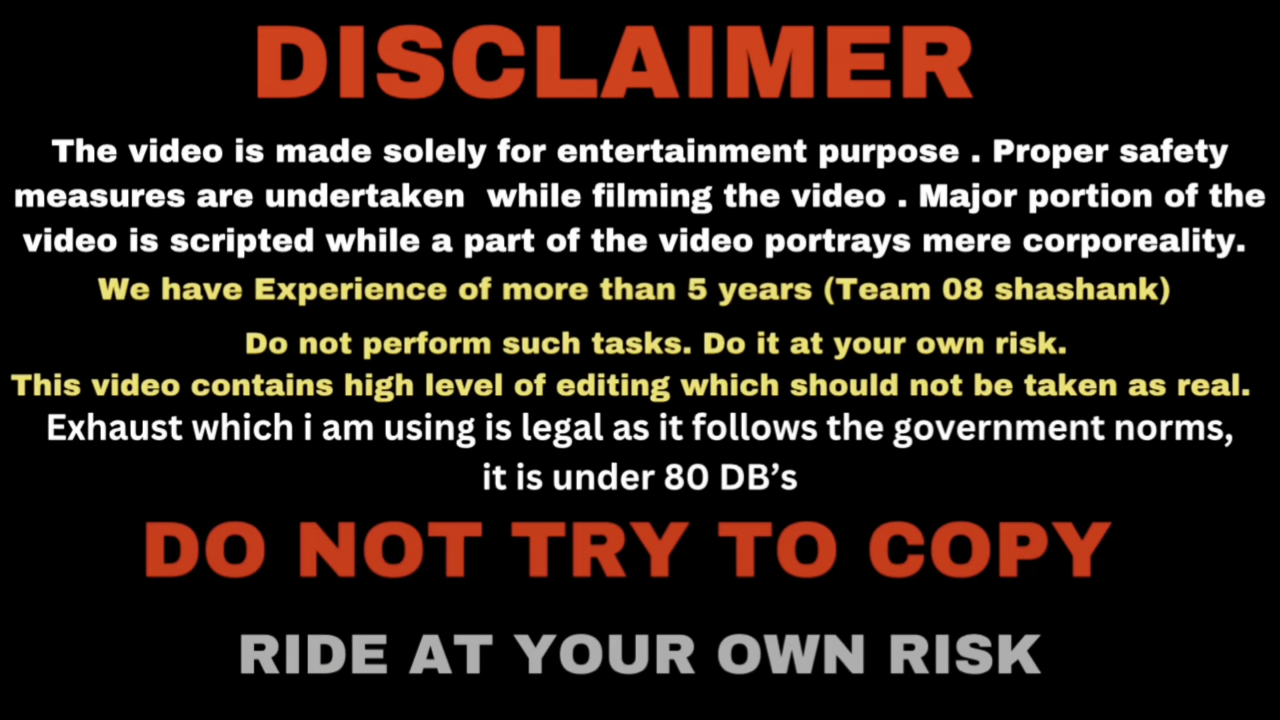 DISCLAIMER
The video is made solely for entertainment purpose . Proper safety
measures are undertaken while filming the video . Major portion of the
video is scripted while a part of the video portrays mere corporeality.
We have Experience of more than 5 years (Team 08 shashank)
Do not perform such tasks. Do it at your own risk.
This video contains high level of editing which should not be taken as real.
Exhaust which i am using is legal as it follows the government norms,
it is under 80 DB’s
DO NOT TRY TO COPY
RIDE AT YOUR OWN RISK